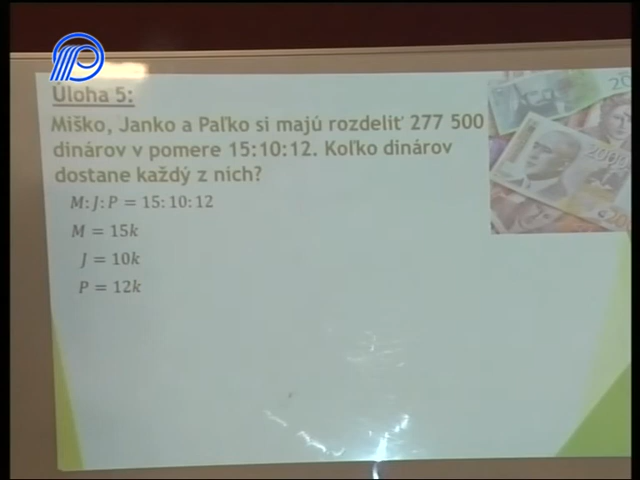 Úloha 5:
Miško, Janko a Paľko si majú rozdeliť 277 500
dinárov v pomere 15:10:12. Koľko dinárov
dostane každý z nich?
M:J:P = 15:10:12
M = 15k
J = 10k
P = 12k